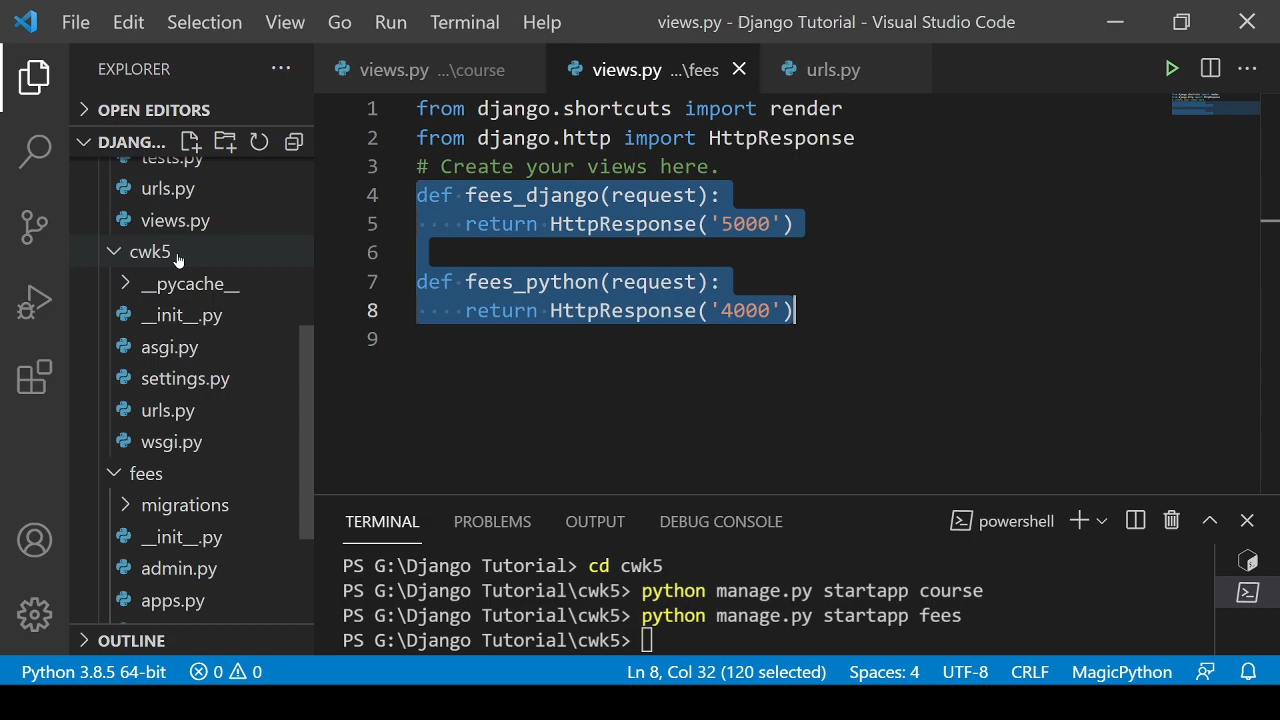 File Edit Selection View Go Run Terminal Help views.py - Django Tutorial - Visual Studio Code
EXPLORER ...
OPEN EDITORS
DJANG...
tests.py
urls.py
views.py
cwk5
__pycache__
__init__.py
asgi.py
settings.py
urls.py
wsgi.py
fees
migrations
__init__.py
admin.py
apps.py
OUTLINE
views.py ...\course views.py ...\fees urls.py
1 from django.shortcuts import render
2 from django.http import HttpResponse
3 # Create your views here.
4 def fees_django(request):
5 return HttpResponse('5000')
6
7 def fees_python(request):
8 return HttpResponse('4000')
9
TERMINAL PROBLEMS OUTPUT DEBUG CONSOLE powershell
PS G:\Django Tutorial> cd cwk5
PS G:\Django Tutorial\cwk5> python manage.py startapp course
PS G:\Django Tutorial\cwk5> python manage.py startapp fees
PS G:\Django Tutorial\cwk5>
Python 3.8.5 64-bit 0 0 Ln 8, Col 32 (120 selected) Spaces: 4 UTF-8 CRLF MagicPython